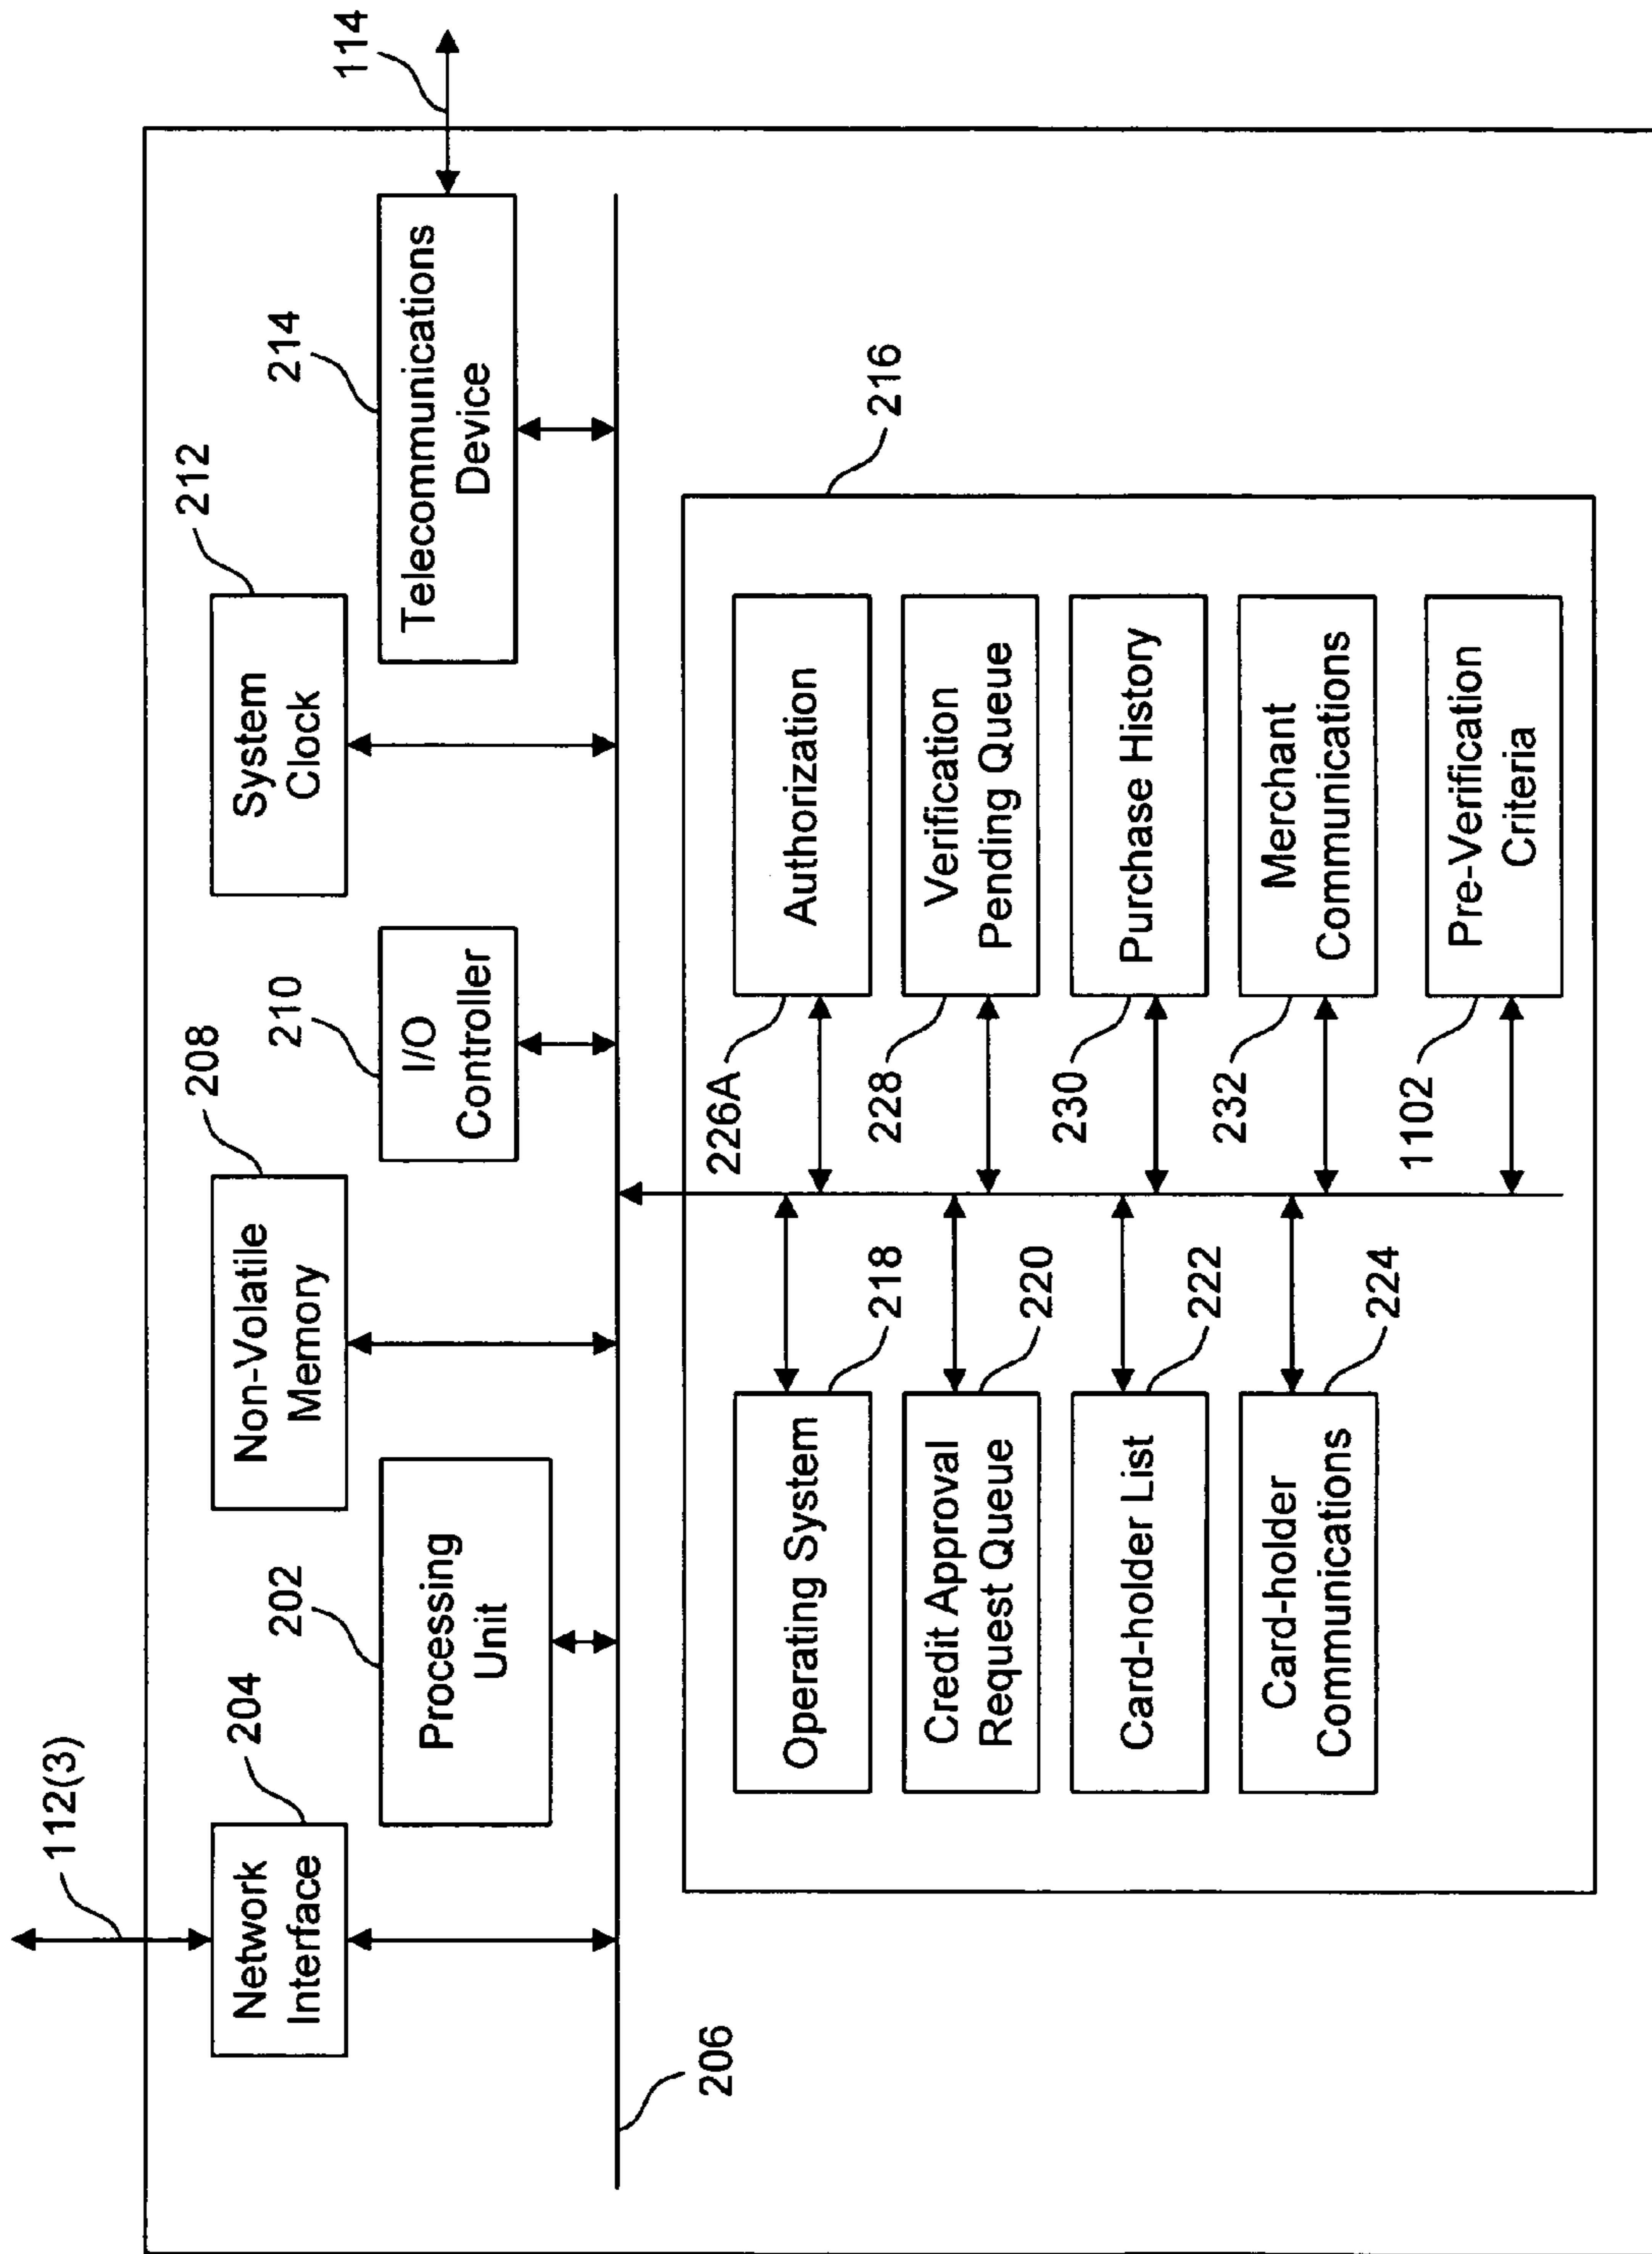 112(3)
114
204
Network
Interface
202
Processing
Unit
208
Non-Volatile
Memory
210
I/O
Controller
212
System
Clock
214
Telecommunications
Device
206
216
Operating System
218
Credit Approval
Request Queue
220
Card-holder List
222
Card-holder
Communications
224
226A
Authorization
228
Verification
Pending Queue
230
Purchase History
232
Merchant
Communications
1102
Pre-Verification
Criteria